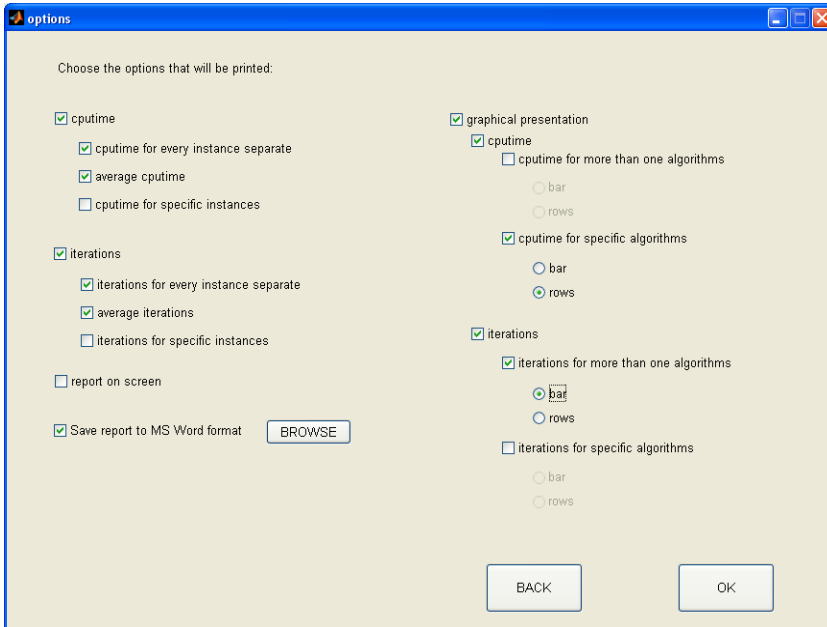 options
Choose the options that will be printed:
cputime
cputime for every instance separate
average cputime
cputime for specific instances
iterations
iterations for every instance separate
average iterations
iterations for specific instances
report on screen
Save report to MS Word format
BROWSE
graphical presentation
cputime
cputime for more than one algorithms
bar
rows
cputime for specific algorithms
bar
rows
iterations
iterations for more than one algorithms
bar
rows
iterations for specific algorithms
bar
rows
BACK
OK